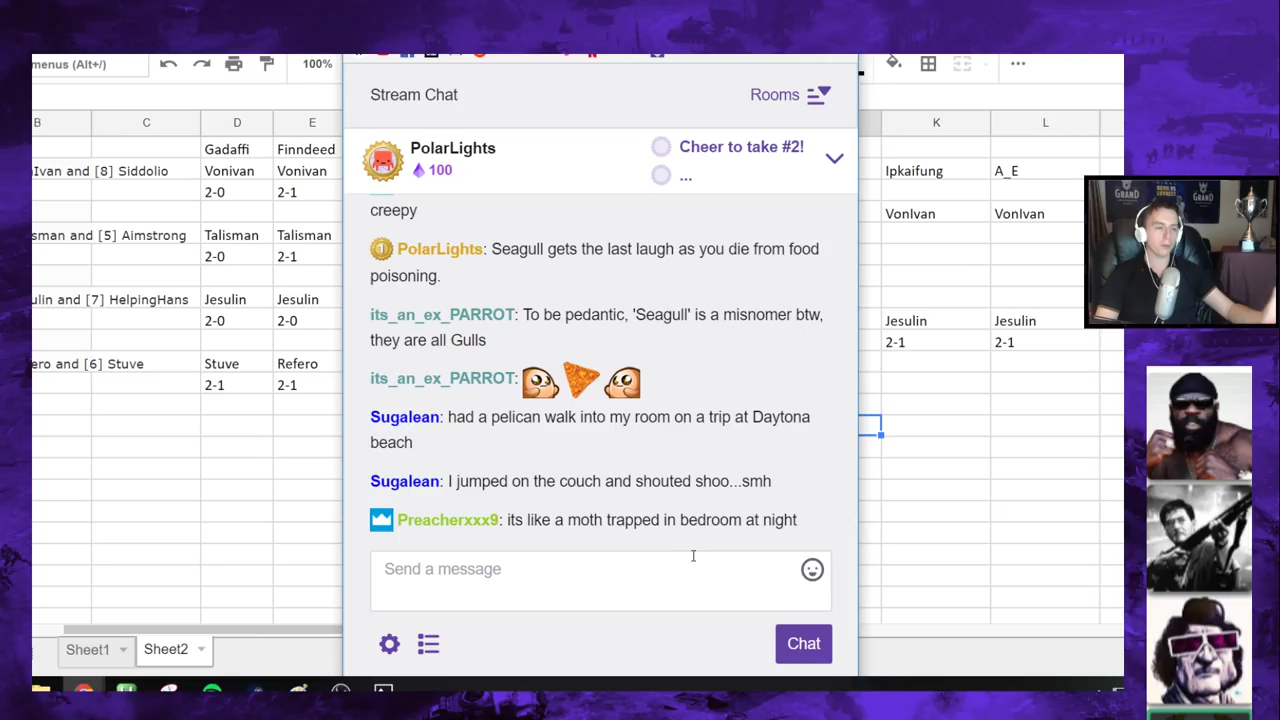 menus (Alt+/)
100%
Stream Chat
Rooms
PolarLights
100
Cheer to take #2!
...
B
C
D
E
K
L
Gadaffi
Finndeed
Ivan and [8] Siddolio
Vonivan
Vonivan
Ipkaifung
A_E
2-0
2-1
VonIvan
VonIvan
sman and [5] Aimstrong
Talisman
Talisman
2-0
2-1
ulin and [7] HelpingHans
Jesulin
Jesulin
Jesulin
Jesulin
2-0
2-0
2-1
2-1
ero and [6] Stuve
Stuve
Refero
2-1
2-1
creepy
PolarLights: Seagull gets the last laugh as you die from food
poisoning.
its_an_ex_PARROT: To be pedantic, 'Seagull' is a misnomer btw,
they are all Gulls
its_an_ex_PARROT:
Sugalean: had a pelican walk into my room on a trip at Daytona
beach
Sugalean: I jumped on the couch and shouted shoo...smh
Preacherxxx9: its like a moth trapped in bedroom at night
Send a message
Chat
Sheet1
Sheet2
GRAND
GRAND